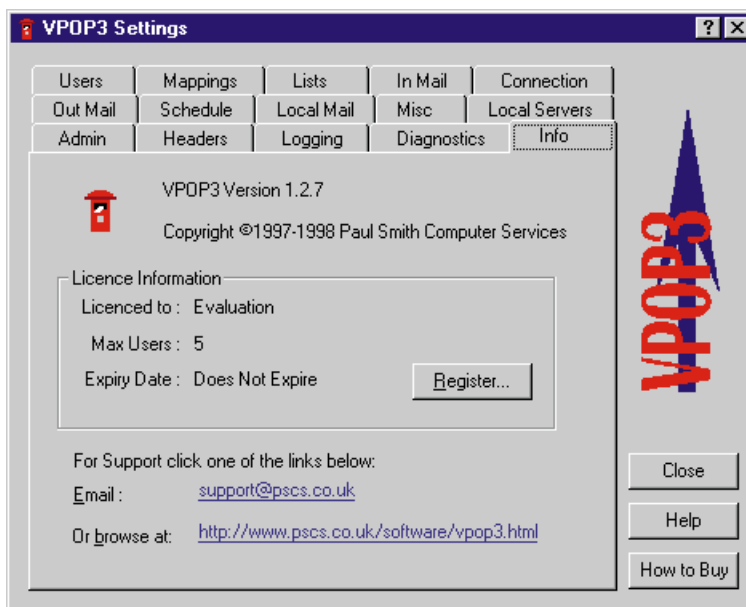 VPOP3 Settings
Users Mappings Lists In Mail Connection
Out Mail Schedule Local Mail Misc Local Servers
Admin Headers Logging Diagnostics Info
VPOP3 Version 1.2.7
Copyright ©1997-1998 Paul Smith Computer Services
Licence Information
Licenced to : Evaluation
Max Users : 5
Expiry Date : Does Not Expire
Register...
For Support click one of the links below:
Email : support@pscs.co.uk
Or browse at: http://www.pscs.co.uk/software/vpop3.html
VPOP3
Close
Help
How to Buy